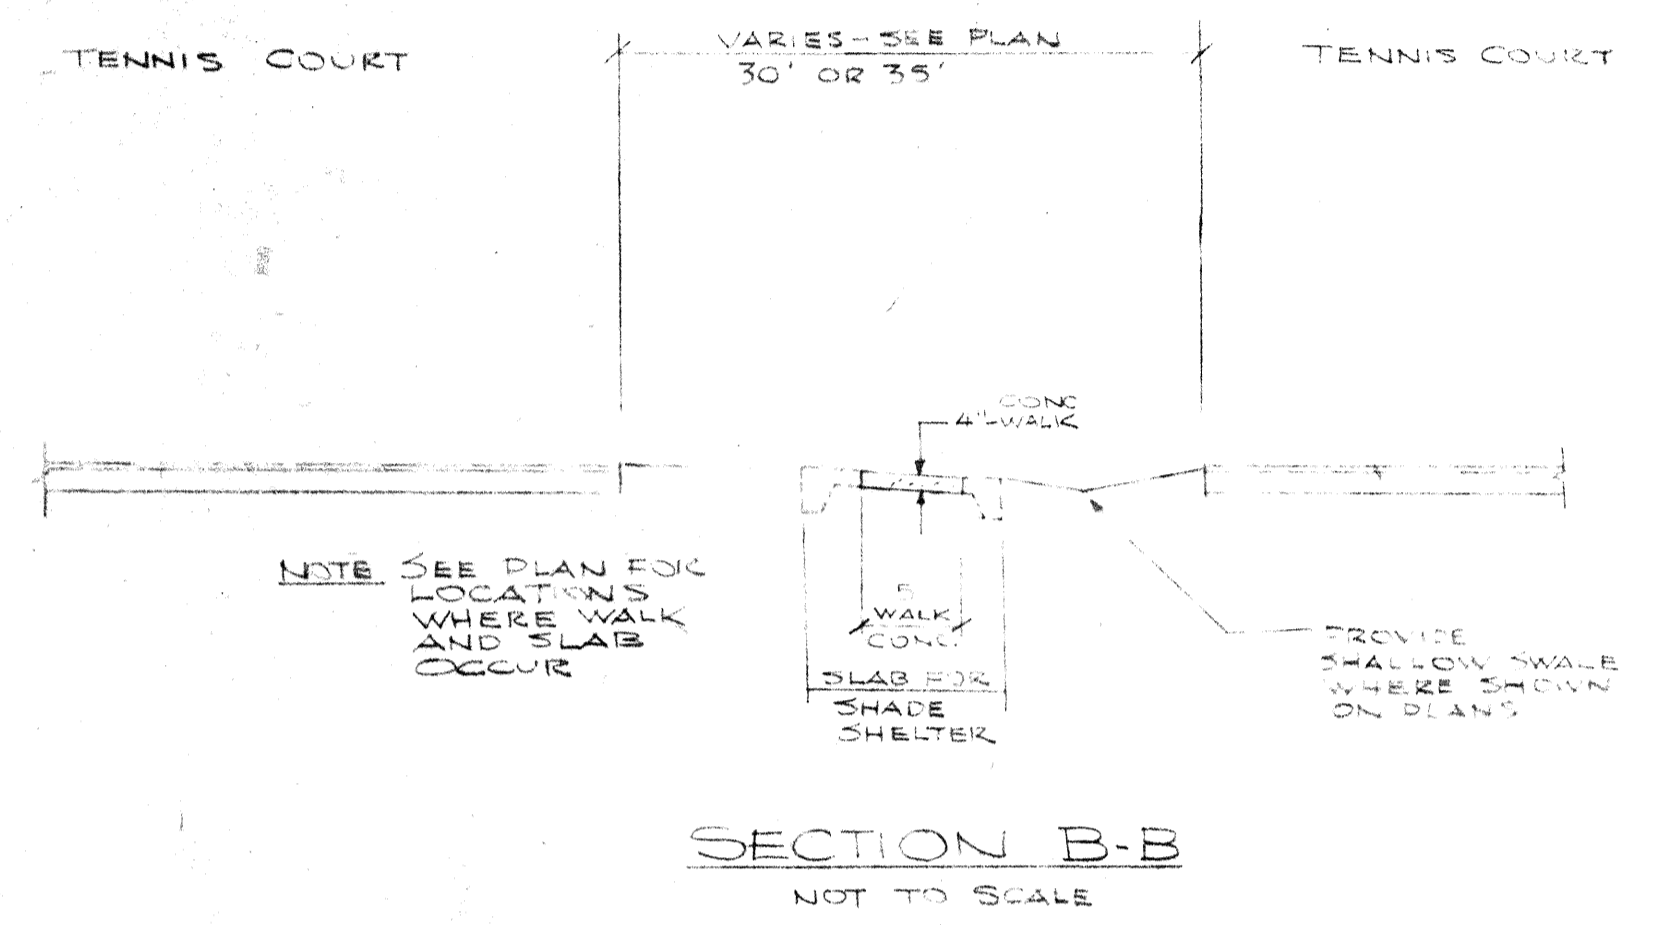 TENNIS COURT
VARIES - SEE PLAN
30' OR 35'
TENNIS COURT
CONC
4" WALK
NOTE SEE PLAN FOR
LOCATIONS
WHERE WALK
AND SLAB
OCCUR
5
WALK
CONC.
SLAB FOR
SHADE
SHELTER
PROVIDE
SHALLOW SWALE
WHERE SHOWN
ON PLANS
SECTION B-B
NOT TO SCALE